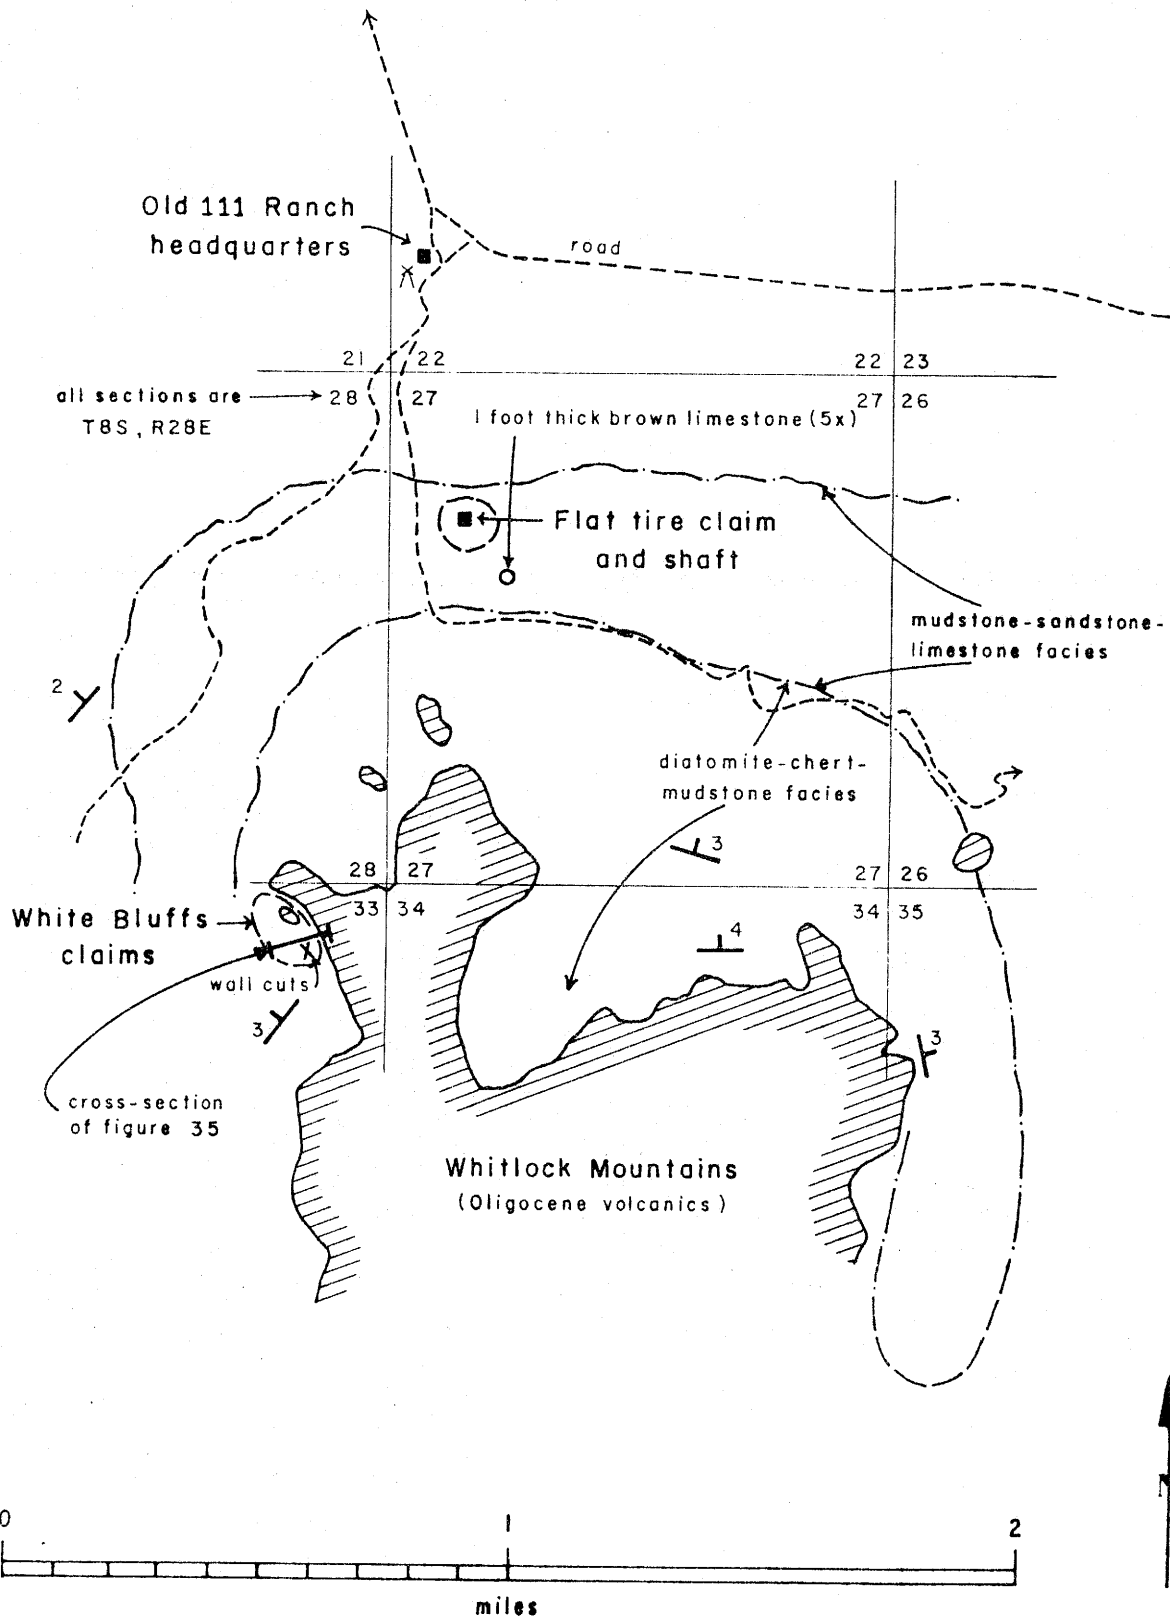 Old 111 Ranch
headquarters
road
21 22
22 23
all sections are
28 27
27 26
T8S, R28E
1 foot thick brown limestone (5x)
Flat tire claim
and shaft
mudstone-sandstone-
limestone facies
2
diatomite-chert-
mudstone facies
3
28 27
27 26
33 34
34 35
White Bluffs
claims
4
wall cuts
3
3
cross-section
of figure 35
Whitlock Mountains
(Oligocene volcanics)
N
0 1 2
miles